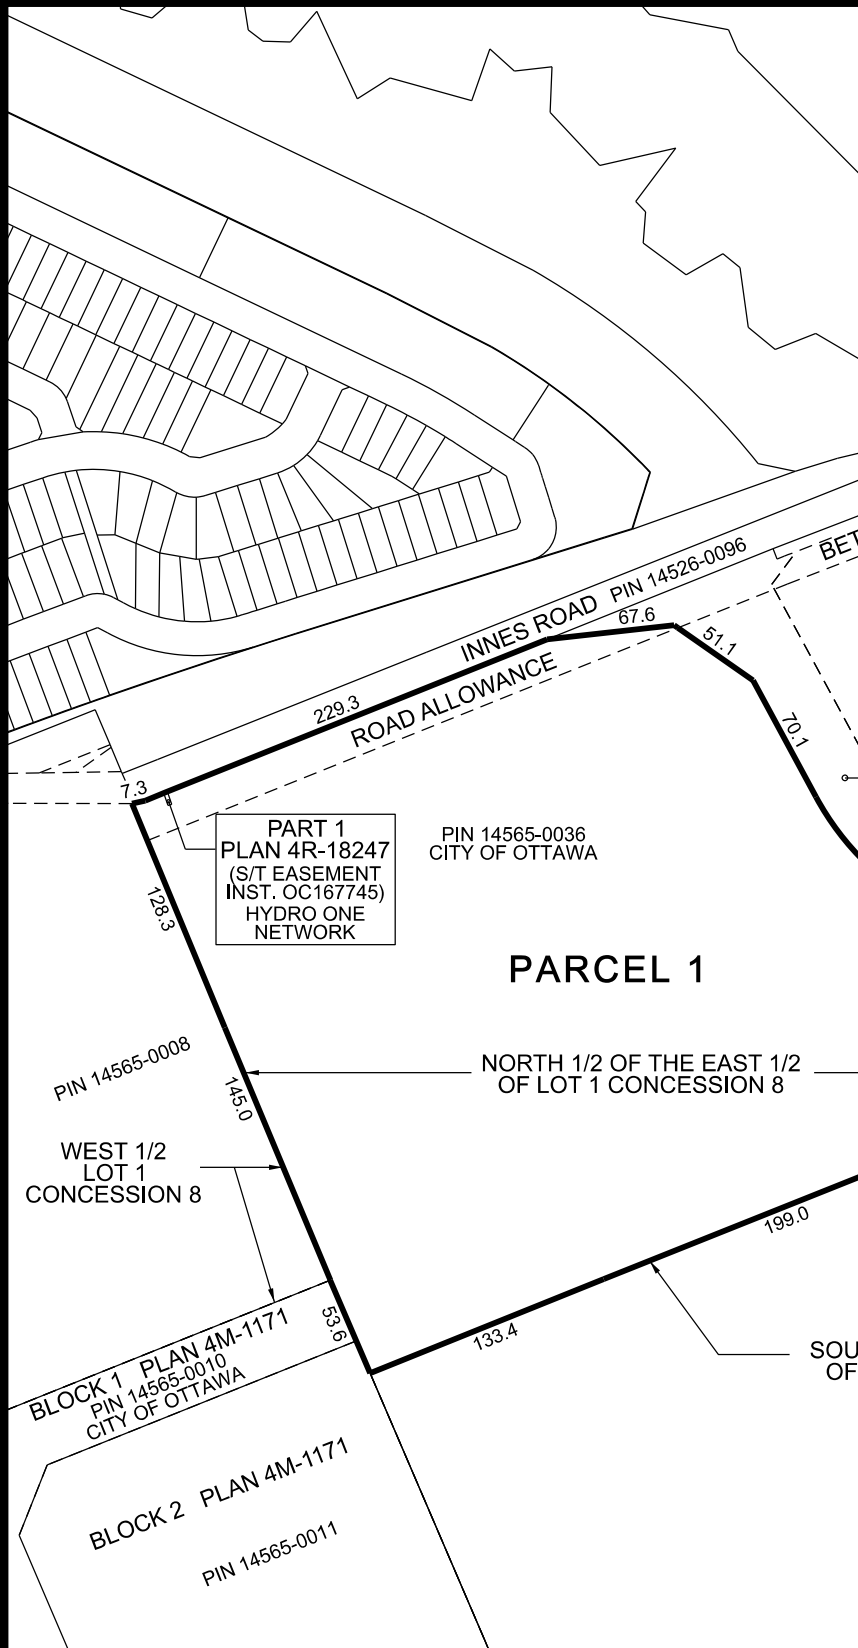 BET
INNES ROAD PIN 14526-0096
67.6
51.1
229.3
ROAD ALLOWANCE
70.1
7.3
PART 1
PLAN 4R-18247
(S/T EASEMENT
INST. OC167745)
HYDRO ONE
NETWORK
PIN 14565-0036
CITY OF OTTAWA
128.3
PARCEL 1
PIN 14565-0008
NORTH 1/2 OF THE EAST 1/2
OF LOT 1 CONCESSION 8
145.0
WEST 1/2
LOT 1
CONCESSION 8
199.0
53.6
133.4
SOU
OF
BLOCK 1 PLAN 4M-1171
PIN 14565-0010
CITY OF OTTAWA
BLOCK 2 PLAN 4M-1171
PIN 14565-0011